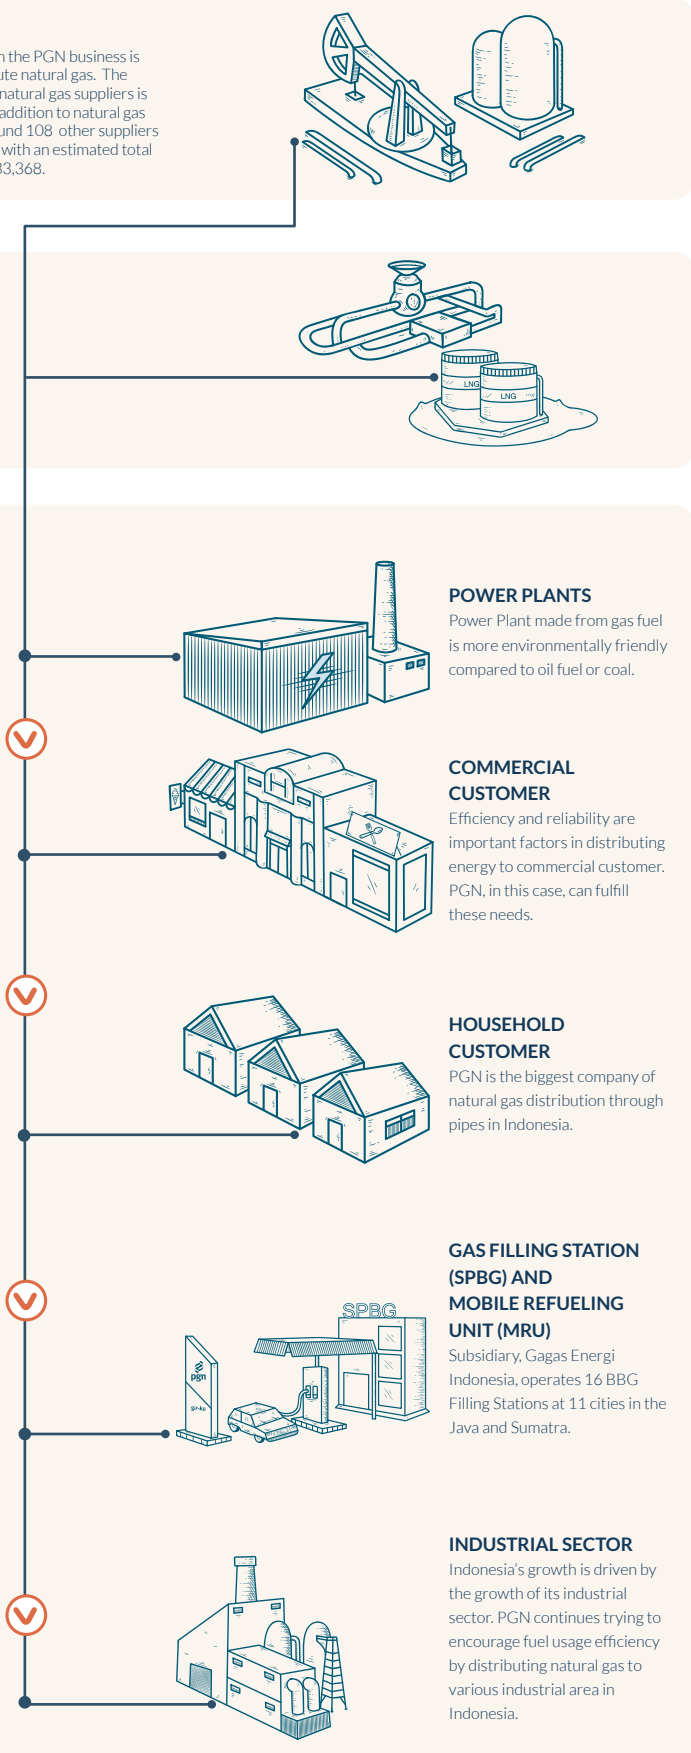 n the PGN business is
ute natural gas. The
natural gas suppliers is
addition to natural gas
und 108 other suppliers
with an estimated total
33,368.
LNG
LNG
POWER PLANTS
Power Plant made from gas fuel
is more environmentally friendly
compared to oil fuel or coal.
COMMERCIAL
CUSTOMER
Efficiency and reliability are
important factors in distributing
energy to commercial customer.
PGN, in this case, can fulfill
these needs.
HOUSEHOLD
CUSTOMER
PGN is the biggest company of
natural gas distribution through
pipes in Indonesia.
GAS FILLING STATION
(SPBG) AND
MOBILE REFUELING
UNIT (MRU)
Subsidiary, Gagas Energi
Indonesia, operates 16 BBG
Filling Stations at 11 cities in the
Java and Sumatra.
SPBG
pgn
INDUSTRIAL SECTOR
Indonesia's growth is driven by
the growth of its industrial
sector. PGN continues trying to
encourage fuel usage efficiency
by distributing natural gas to
various industrial area in
Indonesia.